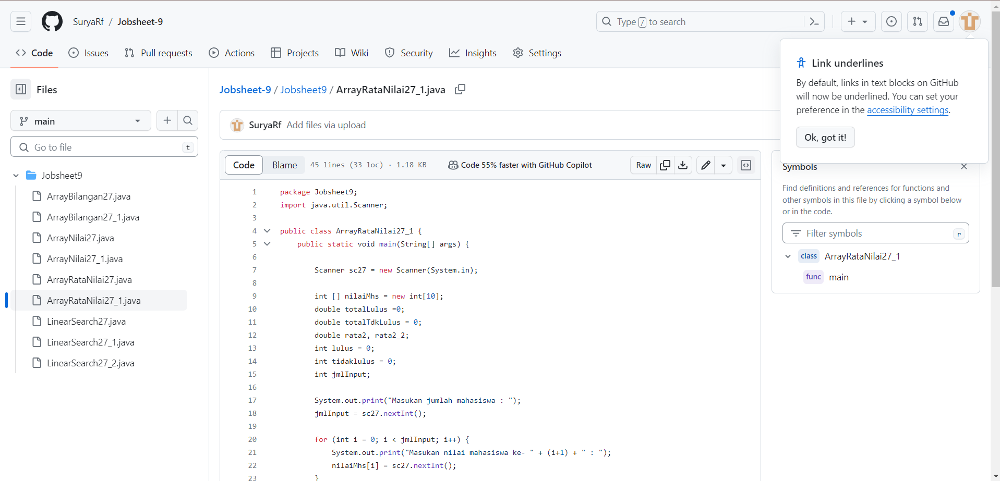 SuryaRf / Jobsheet-9
Type / to search
Code
Issues
Pull requests
Actions
Projects
Wiki
Security
Insights
Settings
Link underlines
By default, links in text blocks on GitHub
will now be underlined. You can set your
preference in the accessibility settings.
Ok, got it!
Files
main
Go to file
t
Jobsheet9
ArrayBilangan27.java
ArrayBilangan27_1.java
ArrayNilai27.java
ArrayNilai27_1.java
ArrayRataNilai27.java
ArrayRataNilai27_1.java
LinearSearch27.java
LinearSearch27_1.java
LinearSearch27_2.java
Jobsheet-9 / Jobsheet9 / ArrayRataNilai27_1.java
SuryaRf Add files via upload
Code Blame 45 lines (33 loc) · 1.18 KB Code 55% faster with GitHub Copilot Raw
1 package Jobsheet9;
2 import java.util.Scanner;
3
4 public class ArrayRataNilai27_1 {
5 public static void main(String[] args) {
6
7 Scanner sc27 = new Scanner(System.in);
8
9 int [] nilaiMhs = new int[10];
10 double totalLulus =0;
11 double totalTdkLulus = 0;
12 double rata2, rata2_2;
13 int lulus = 0;
14 int tidaklulus = 0;
15 int jmlInput;
16
17 System.out.print("Masukan jumlah mahasiswa : ");
18 jmlInput = sc27.nextInt();
19
20 for (int i = 0; i < jmlInput; i++) {
21 System.out.print("Masukan nilai mahasiswa ke- " + (i+1) + " : ");
22 nilaiMhs[i] = sc27.nextInt();
23 }
Symbols
Find definitions and references for functions and
other symbols in this file by clicking a symbol below
or in the code.
Filter symbols
r
class ArrayRataNilai27_1
func main